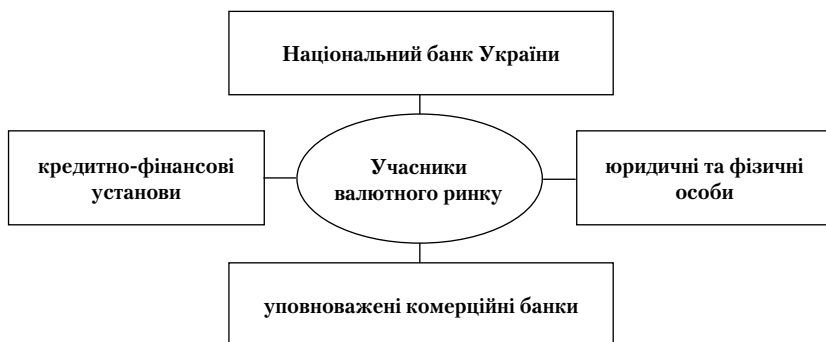 Національний банк України
кредитно-фінансові
установи
Учасники
валютного ринку
юридичні та фізичні
особи
уповноважені комерційні банки